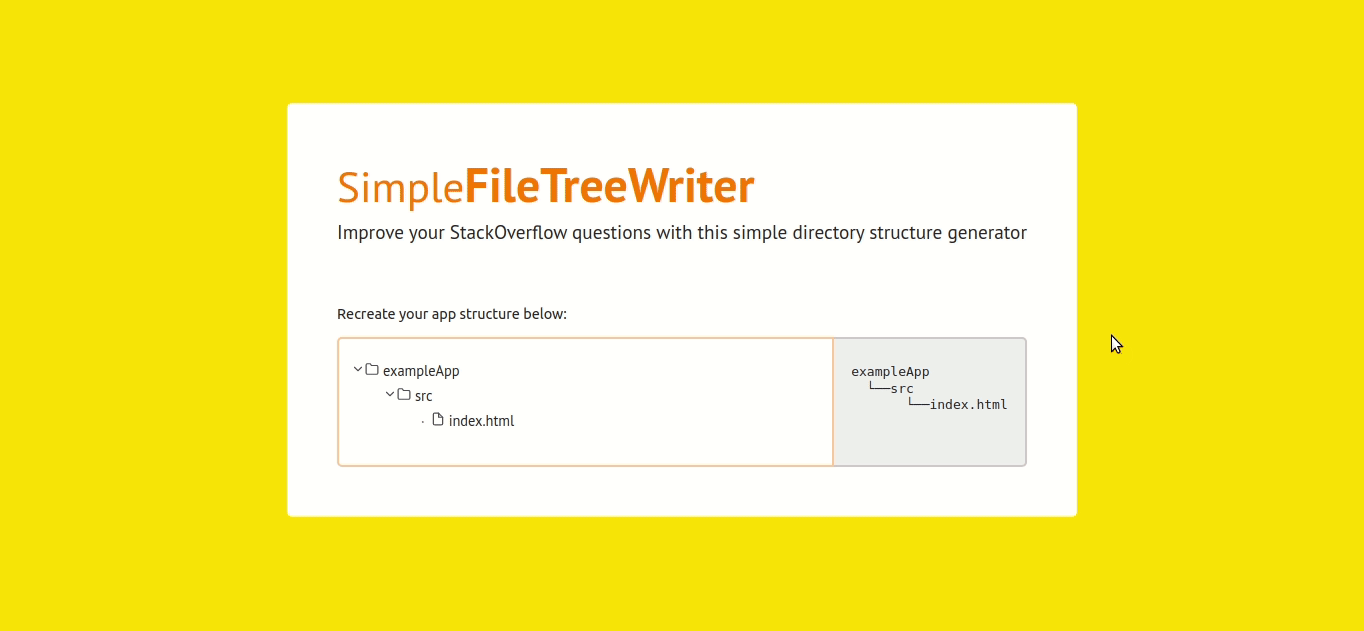 SimpleFileTreeWriter
Improve your StackOverflow questions with this simple directory structure generator
Recreate your app structure below:
exampleApp
src
index.html
exampleApp
└──src
└──index.html